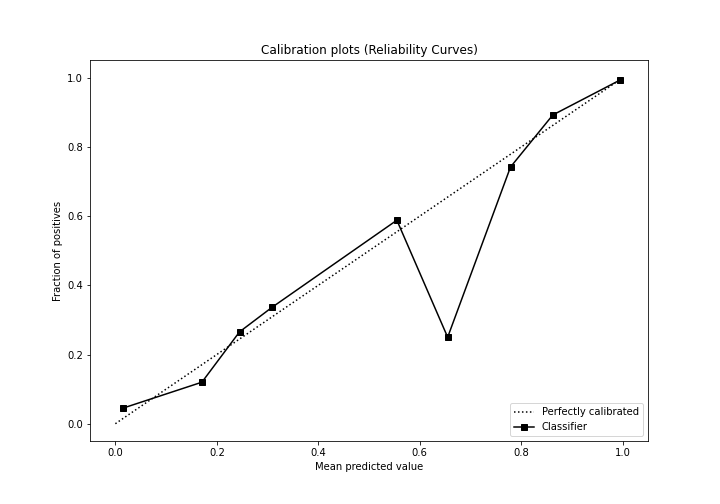 Calibration plots (Reliability Curves)
1.0
0.8
0.6
0.4
0.2
0.0
Fraction of positives
Perfectly calibrated
Classifier
0.0 0.2 0.4 0.6 0.8 1.0
Mean predicted value